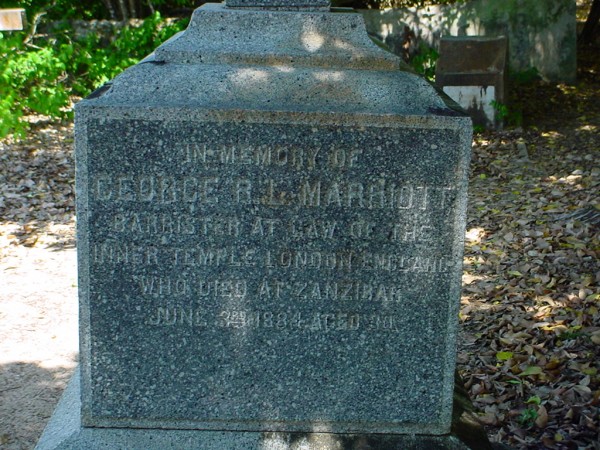 IN MEMORY OF
GEORGE R. L. MARRIOTT
BARRISTER AT LAW OF THE
INNER TEMPLE LONDON ENGLAND
WHO DIED AT ZANZIBAR
JUNE 3RD AGED